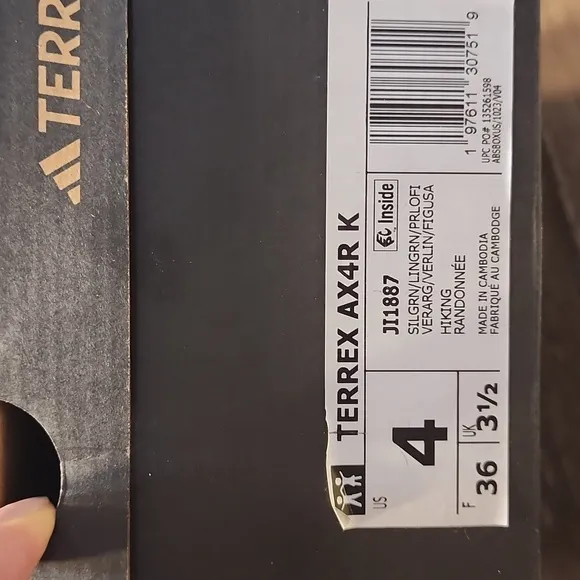 TERR
TERREX AX4R K
US
4
F
36
UK
3½
JI1887
Inside
SILGRN/LINGRN/PRLOFI
VERARG/VERLIN/FIGUSA
HIKING
RANDONNÉE
MADE IN CAMBODIA
FABRIQUÉ AU CAMBODGE
1 97611 30751 9
UPC PO# 135261598
ABSBOXUS/1023/V04